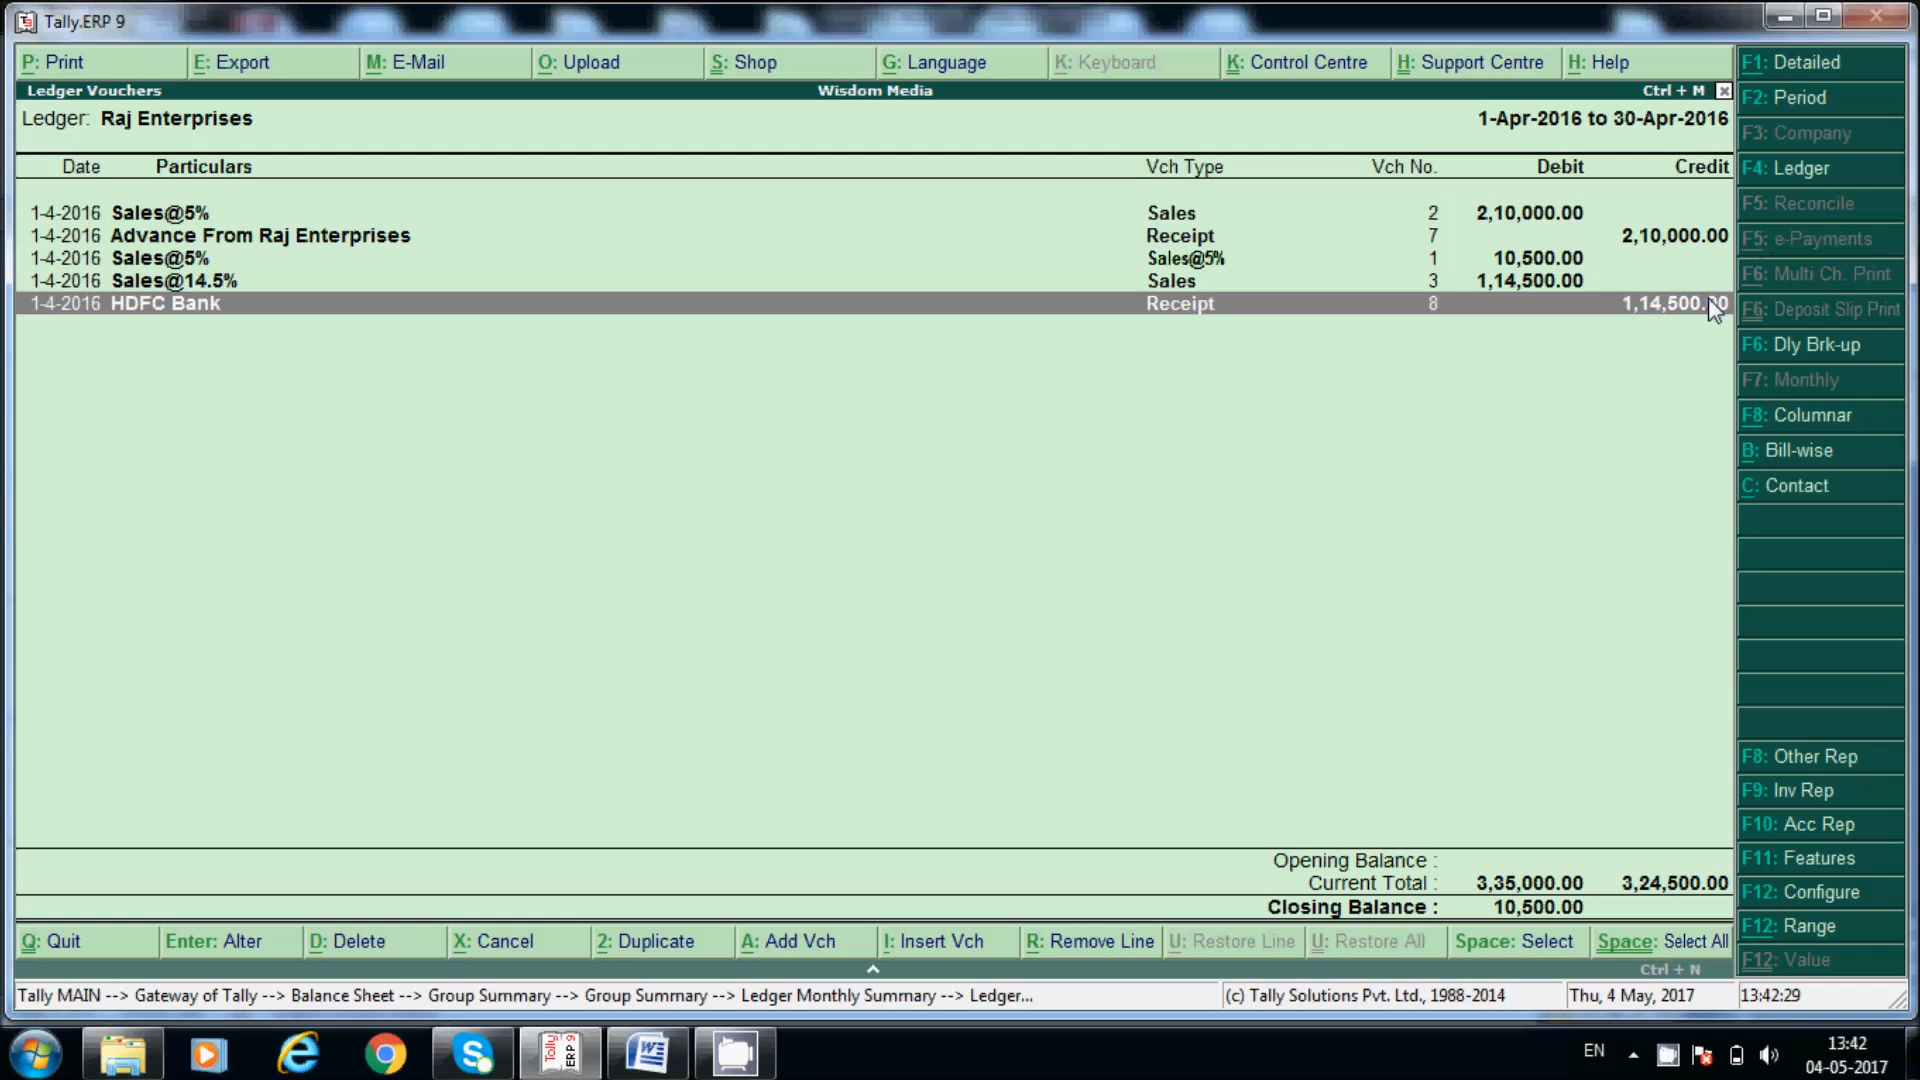 Tally.ERP 9
P: Print E: Export M: E-Mail O: Upload S: Shop G: Language K: Keyboard K: Control Centre H: Support Centre H: Help
Ledger Vouchers Wisdom Media Ctrl + M
Ledger: Raj Enterprises 1-Apr-2016 to 30-Apr-2016
Date Particulars Vch Type Vch No. Debit Credit
1-4-2016 Sales@5% Sales 2 2,10,000.00
1-4-2016 Advance From Raj Enterprises Receipt 7 2,10,000.00
1-4-2016 Sales@5% Sales@5% 1 10,500.00
1-4-2016 Sales@14.5% Sales 3 1,14,500.00
1-4-2016 HDFC Bank Receipt 8 1,14,500.00
Opening Balance :
Current Total : 3,35,000.00 3,24,500.00
Closing Balance : 10,500.00
Q: Quit Enter: Alter D: Delete X: Cancel 2: Duplicate A: Add Vch I: Insert Vch R: Remove Line U: Restore Line U: Restore All Space: Select Space: Select All
Ctrl + N
F1: Detailed
F2: Period
F3: Company
F4: Ledger
F5: Reconcile
F5: e-Payments
F6: Multi Ch. Print
F6: Deposit Slip Print
F6: Dly Brk-up
F7: Monthly
F8: Columnar
B: Bill-wise
C: Contact
F8: Other Rep
F9: Inv Rep
F10: Acc Rep
F11: Features
F12: Configure
F12: Range
F12: Value
Tally MAIN --> Gateway of Tally --> Balance Sheet --> Group Summary --> Group Summary --> Ledger Monthly Summary --> Ledger... (c) Tally Solutions Pvt. Ltd., 1988-2014 Thu, 4 May, 2017 13:42:29
Tally ERP 9
EN
13:42
04-05-2017